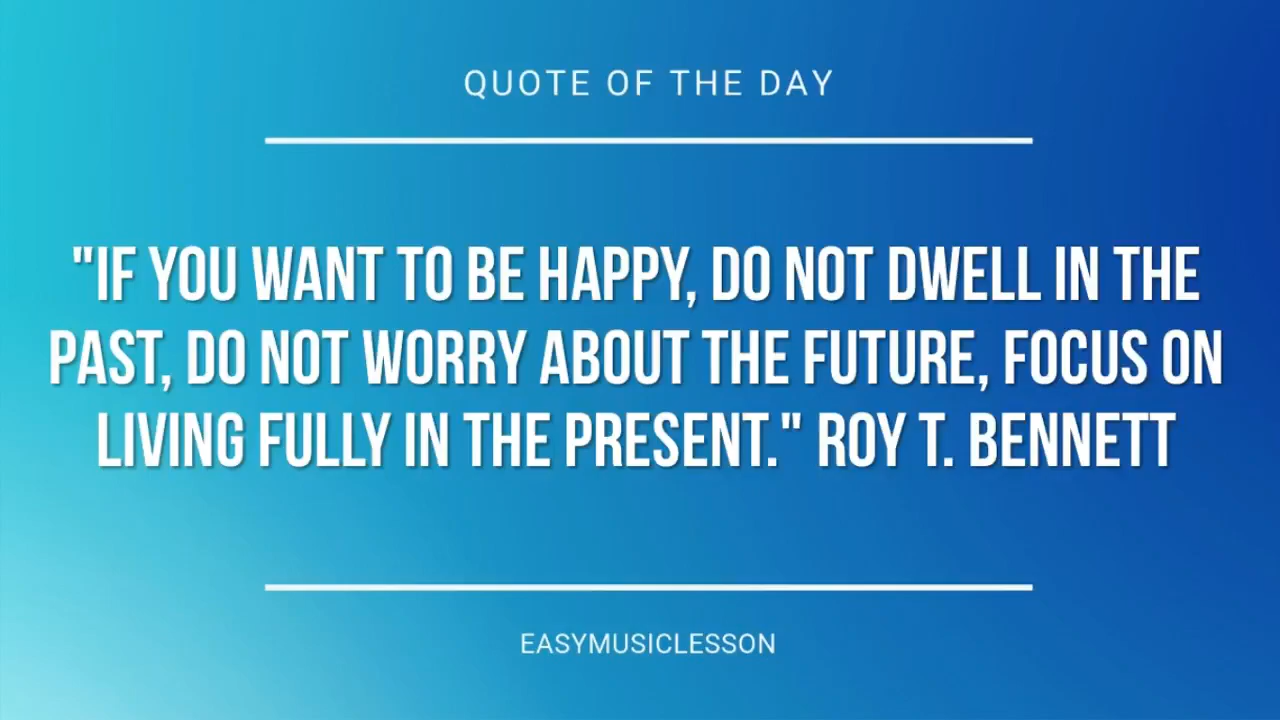 QUOTE OF THE DAY
"IF YOU WANT TO BE HAPPY, DO NOT DWELL IN THE
PAST, DO NOT WORRY ABOUT THE FUTURE, FOCUS ON
LIVING FULLY IN THE PRESENT." ROY T. BENNETT
EASYMUSICLESSON